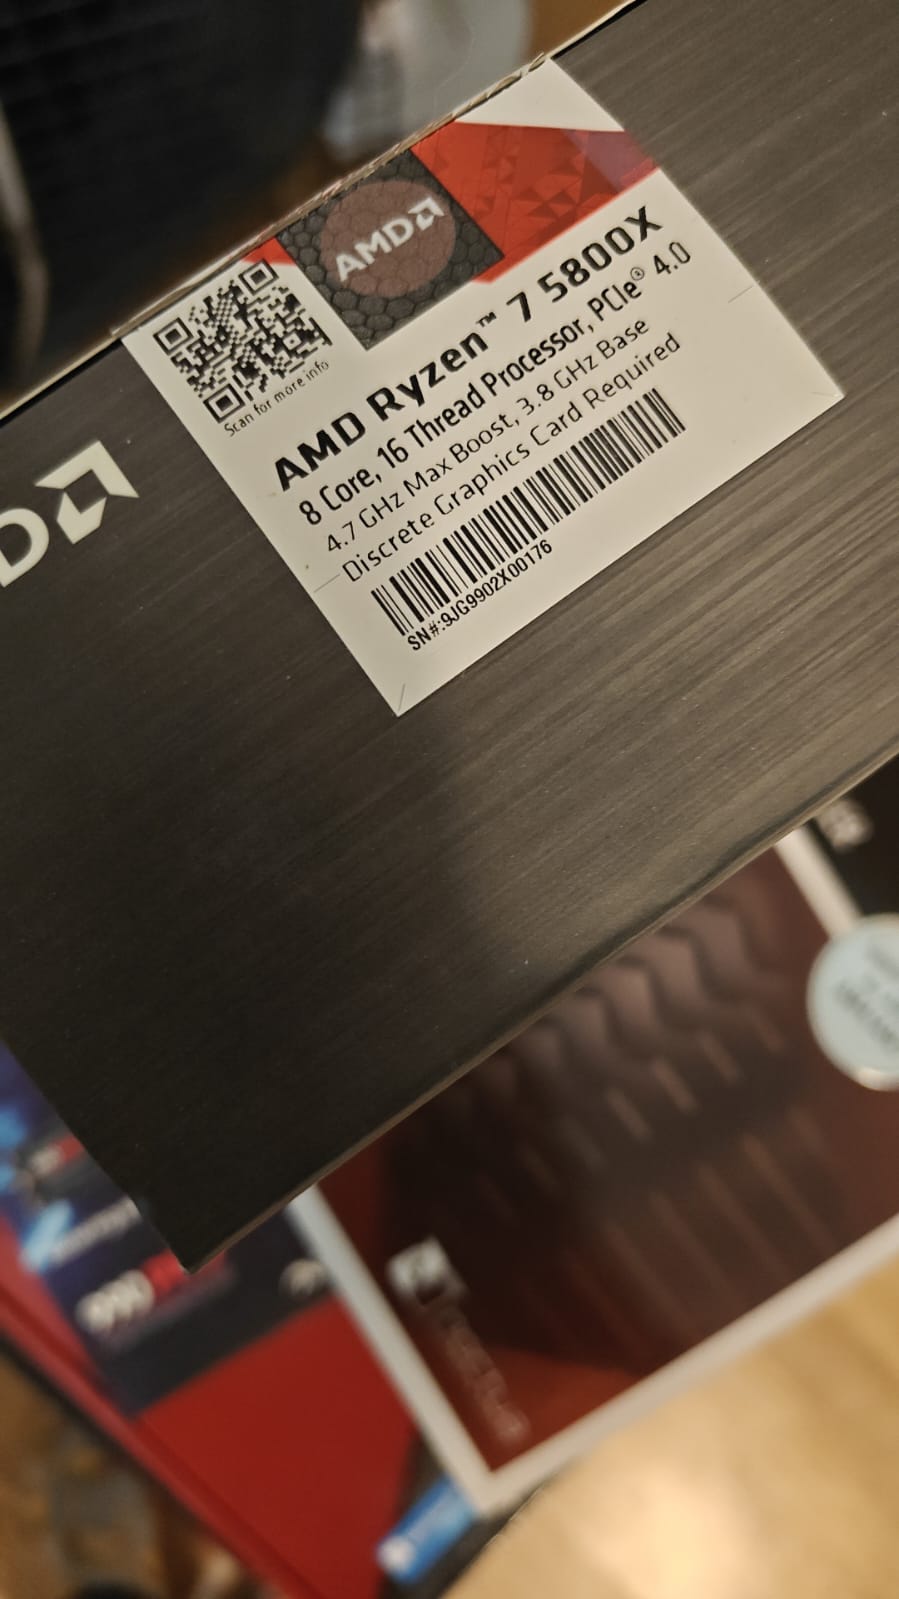 AMD
Scan for more info
AMD Ryzen™ 7 5800X
8 Core, 16 Thread Processor, PCIe® 4.0
4.7 GHz Max Boost, 3.8 GHz Base
Discrete Graphics Card Required
SN#:9JG9902X00176
D
990